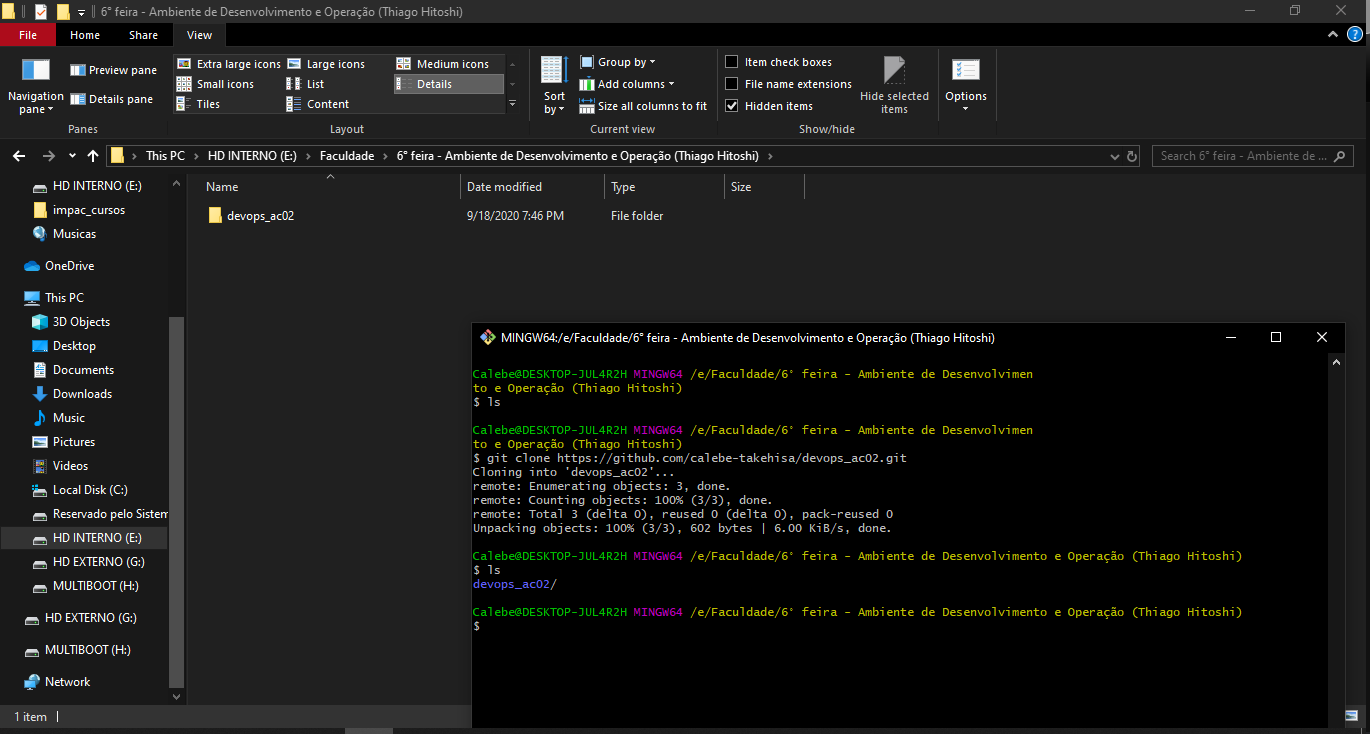 6° feira - Ambiente de Desenvolvimento e Operação (Thiago Hitoshi)
File Home Share View
Navigation pane
Preview pane
Details pane
Panes
Extra large icons Large icons Medium icons
Small icons List Details
Tiles Content
Layout
Sort by
Group by
Add columns
Size all columns to fit
Current view
Item check boxes
File name extensions
Hidden items
Hide selected items
Show/hide
Options
This PC HD INTERNO (E:) Faculdade 6° feira - Ambiente de Desenvolvimento e Operação (Thiago Hitoshi)
Search 6° feira - Ambiente de ...
HD INTERNO (E:)
impac_cursos
Musicas
OneDrive
This PC
3D Objects
Desktop
Documents
Downloads
Music
Pictures
Videos
Local Disk (C:)
Reservado pelo Sistem
HD INTERNO (E:)
HD EXTERNO (G:)
MULTIBOOT (H:)
HD EXTERNO (G:)
MULTIBOOT (H:)
Network
Name Date modified Type Size
devops_ac02 9/18/2020 7:46 PM File folder
MINGW64:/e/Faculdade/6° feira - Ambiente de Desenvolvimento e Operação (Thiago Hitoshi)
Calebe@DESKTOP-JUL4R2H MINGW64 /e/Faculdade/6° feira - Ambiente de Desenvolvimen
to e Operação (Thiago Hitoshi)
$ ls
Calebe@DESKTOP-JUL4R2H MINGW64 /e/Faculdade/6° feira - Ambiente de Desenvolvimen
to e Operação (Thiago Hitoshi)
$ git clone https://github.com/calebe-takehisa/devops_ac02.git
Cloning into 'devops_ac02'...
remote: Enumerating objects: 3, done.
remote: Counting objects: 100% (3/3), done.
remote: Total 3 (delta 0), reused 0 (delta 0), pack-reused 0
Unpacking objects: 100% (3/3), 602 bytes | 6.00 KiB/s, done.
Calebe@DESKTOP-JUL4R2H MINGW64 /e/Faculdade/6° feira - Ambiente de Desenvolvimento e Operação (Thiago Hitoshi)
$ ls
devops_ac02/
Calebe@DESKTOP-JUL4R2H MINGW64 /e/Faculdade/6° feira - Ambiente de Desenvolvimento e Operação (Thiago Hitoshi)
$
1 item